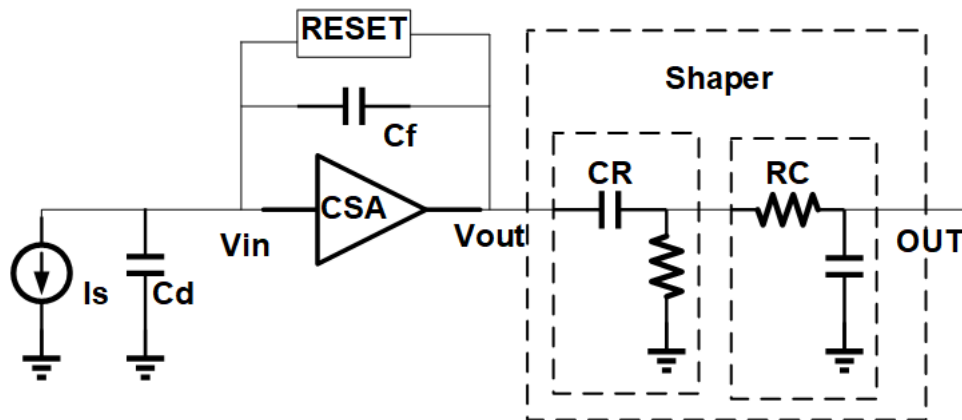 RESET
Shaper
Cf
CR
RC
CSA
Vin
Vout
OUT
Is
Cd